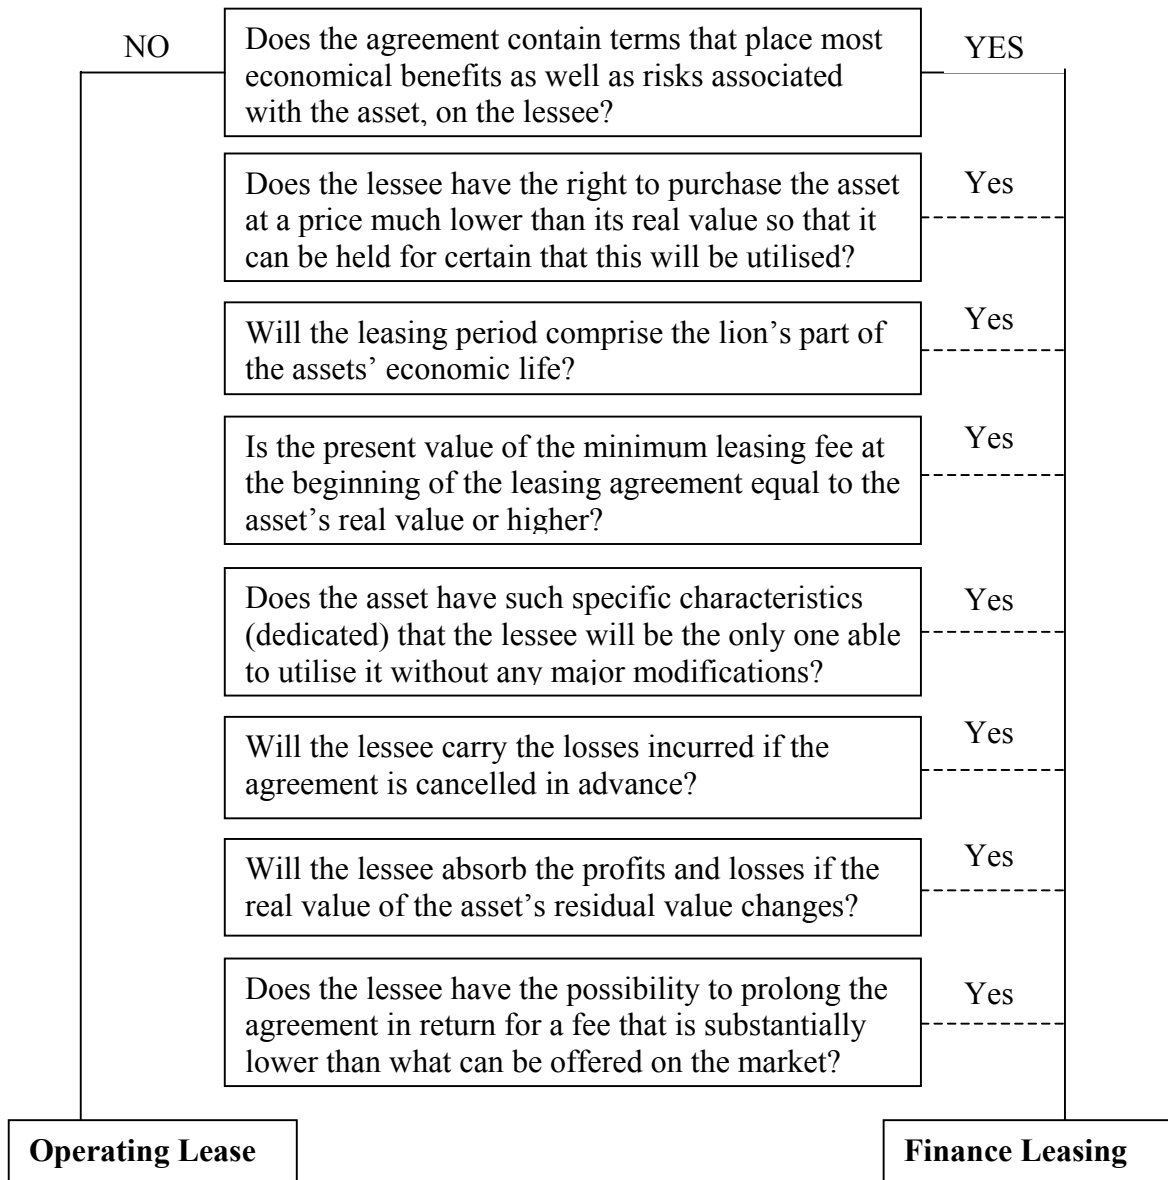 NO
Does the agreement contain terms that place most
economical benefits as well as risks associated
with the asset, on the lessee?
YES
Does the lessee have the right to purchase the asset
at a price much lower than its real value so that it
can be held for certain that this will be utilised?
Yes
Will the leasing period comprise the lion’s part of
the assets’ economic life?
Yes
Is the present value of the minimum leasing fee at
the beginning of the leasing agreement equal to the
asset’s real value or higher?
Yes
Does the asset have such specific characteristics
(dedicated) that the lessee will be the only one able
to utilise it without any major modifications?
Yes
Will the lessee carry the losses incurred if the
agreement is cancelled in advance?
Yes
Will the lessee absorb the profits and losses if the
real value of the asset’s residual value changes?
Yes
Does the lessee have the possibility to prolong the
agreement in return for a fee that is substantially
lower than what can be offered on the market?
Yes
Operating Lease
Finance Leasing